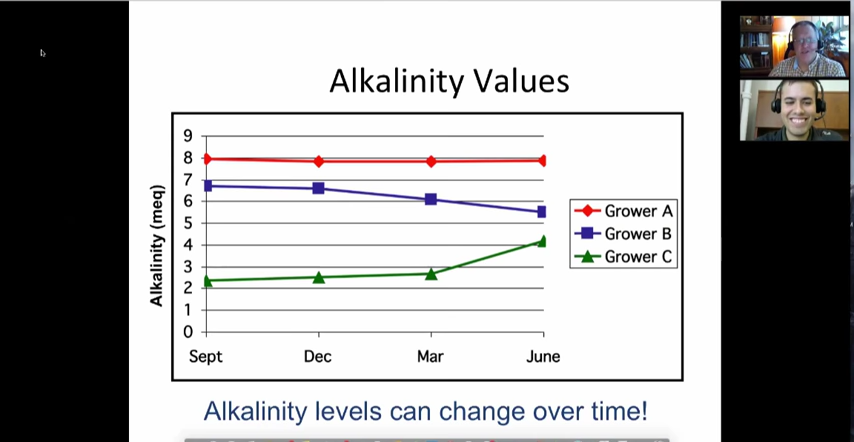 Alkalinity Values
9
8
7
6
5
4
3
2
1
0
Alkalinity (meq)
Sept Dec Mar June
Grower A
Grower B
Grower C
Alkalinity levels can change over time!